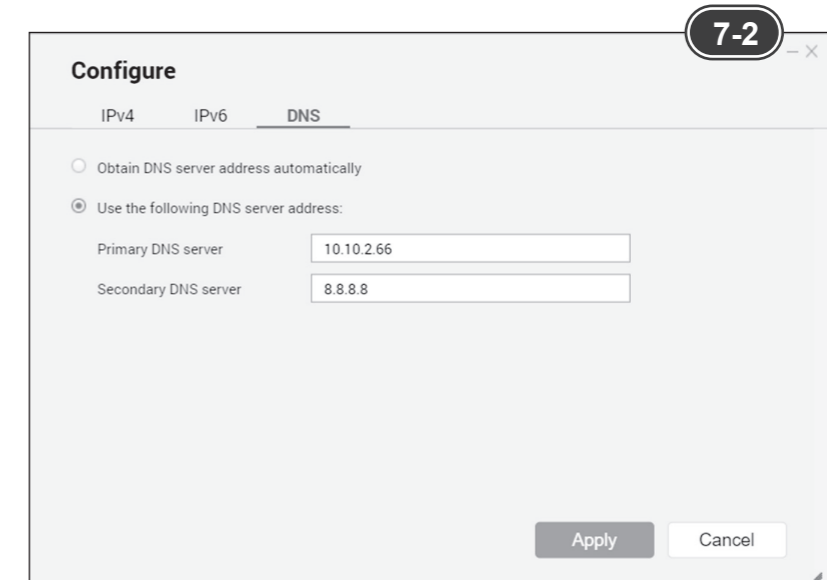 7-2
Configure
IPv4 IPv6 DNS
Obtain DNS server address automatically
Use the following DNS server address:
Primary DNS server 10.10.2.66
Secondary DNS server 8.8.8.8
Apply Cancel